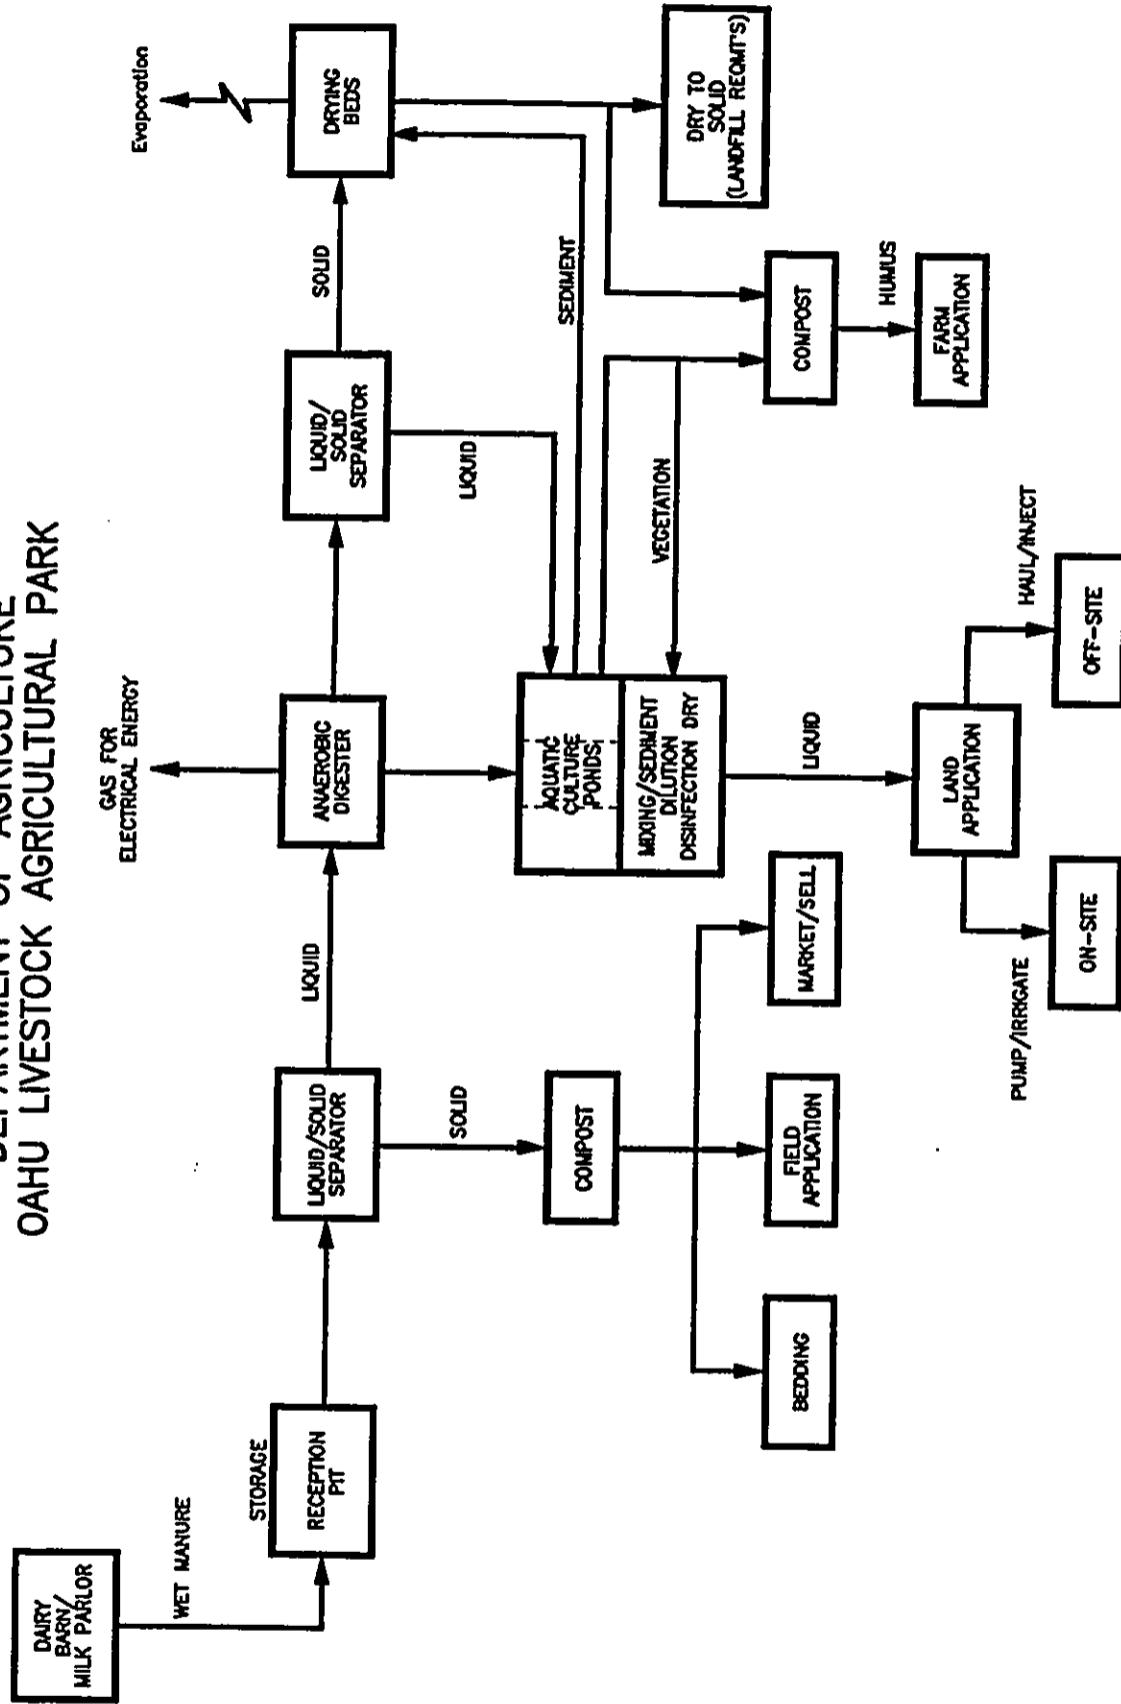 DEPARTMENT OF AGRICULTURE
OAHU LIVESTOCK AGRICULTURAL PARK
DAIRY
BARN/
MILK PARLOR
WET MANURE
STORAGE
RECEPTION
PIT
LIQUID/SOLID
SEPARATOR
LIQUID
GAS FOR
ELECTRICAL ENERGY
ANAEROBIC
DIGESTER
LIQUID/
SOLID
SEPARATOR
SOLID
Evaporation
DRYING
BEDS
SOLID
COMPOST
BEDDING
FIELD
APPLICATION
MARKET/SELL
LIQUID
AQUATIC
CULTURE
PONDS
MIXING/SEDIMENT
DILUTION
DISINFECTION DRY
SEDIMENT
VEGETATION
DRY TO
SOLID
(LANDFILL REQMT'S)
COMPOST
HUMUS
FARM
APPLICATION
LIQUID
LAND
APPLICATION
PUMP/IRRIGATE
HAUL/INJECT
ON-SITE
OFF-SITE